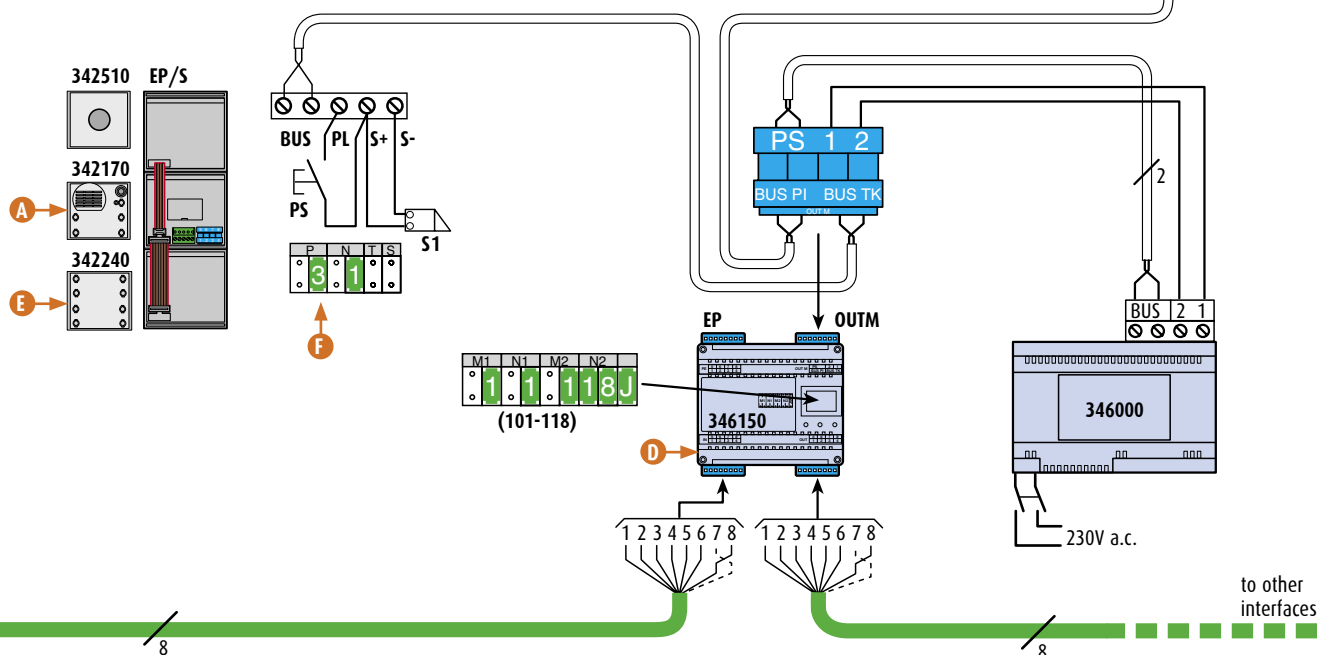 342510 EP/S
342170
A
342240
E
BUS PL S+ S-
PS
S1
P N T S
3 1
F
PS 1 2
BUS PI BUS TK
OUT M
2
BUS 2 1
346000
230V a.c.
EP OUTM
M1 N1 M2 N2
1 1 1 1 8 J
(101-118)
346150
D
1 2 3 4 5 6 7 8
1 2 3 4 5 6 7 8
8
8
to other
interfaces